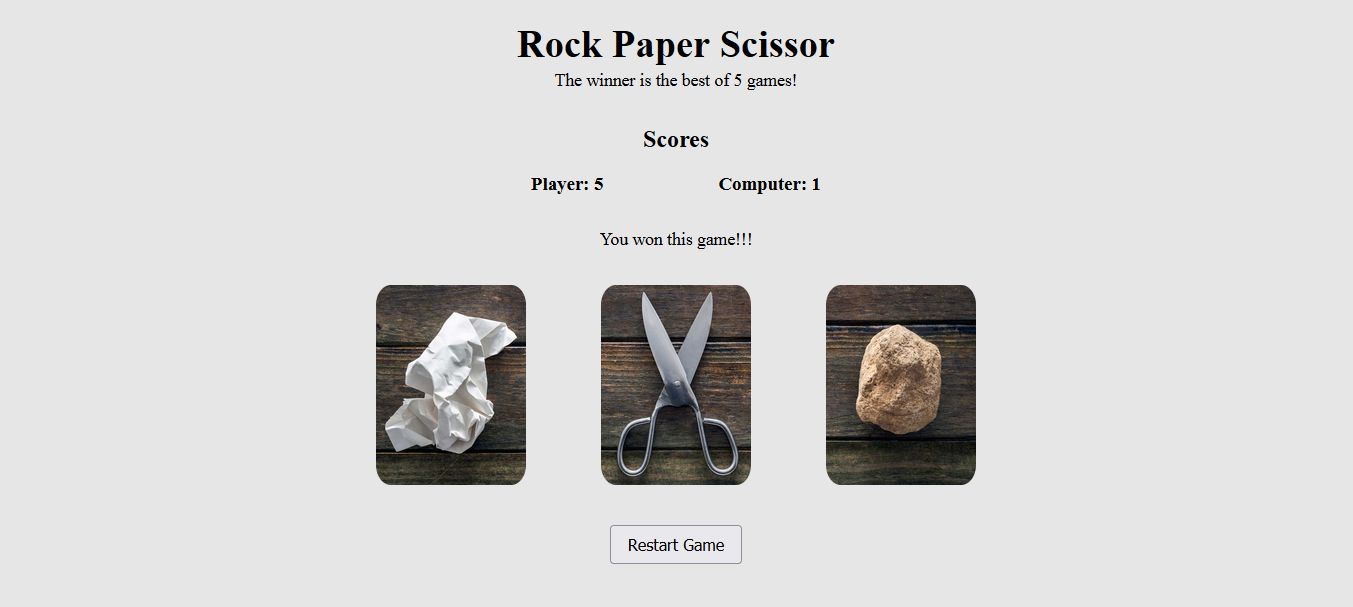 Rock Paper Scissor
The winner is the best of 5 games!
Scores
Player: 5 Computer: 1
You won this game!!!
Restart Game